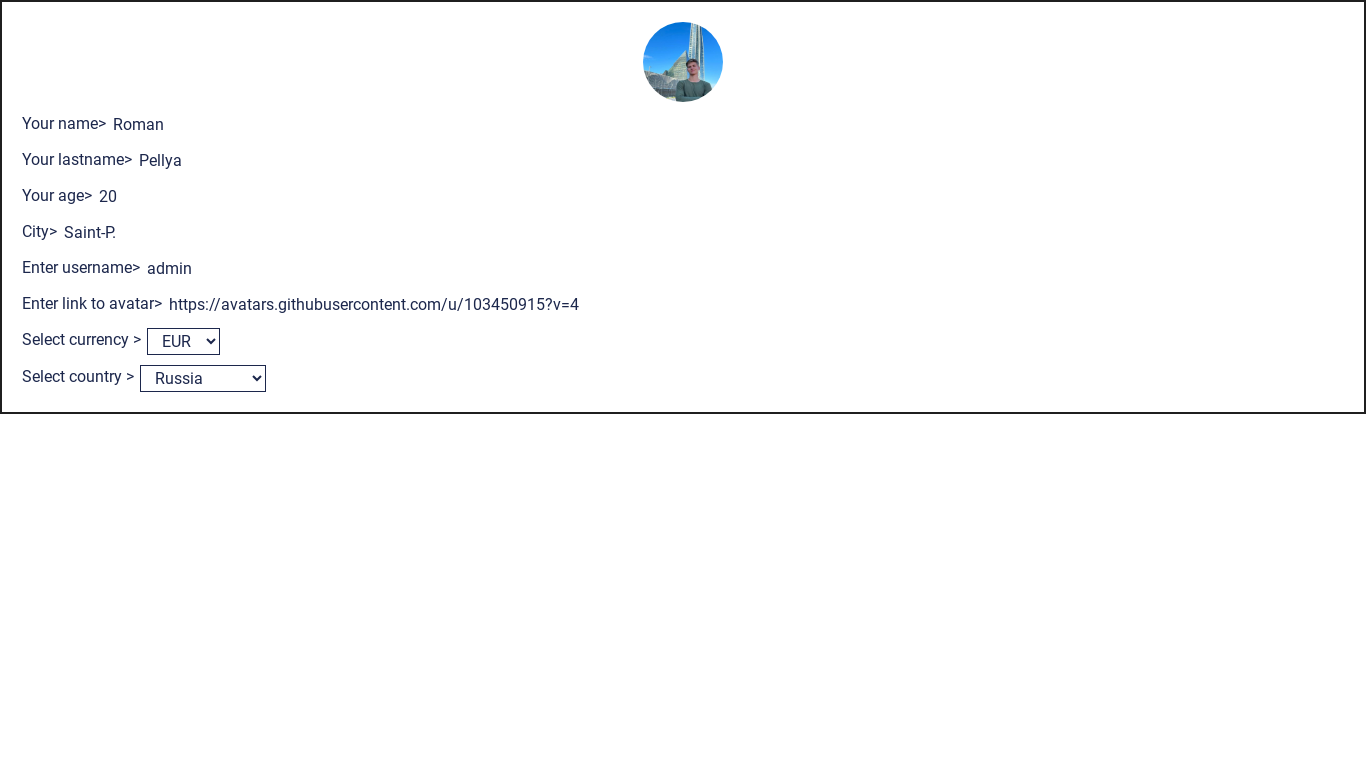 Your name> Roman
Your lastname> Pellya
Your age> 20
City> Saint-P.
Enter username> admin
Enter link to avatar> https://avatars.githubusercontent.com/u/103450915?v=4
Select currency > EUR
Select country > Russia